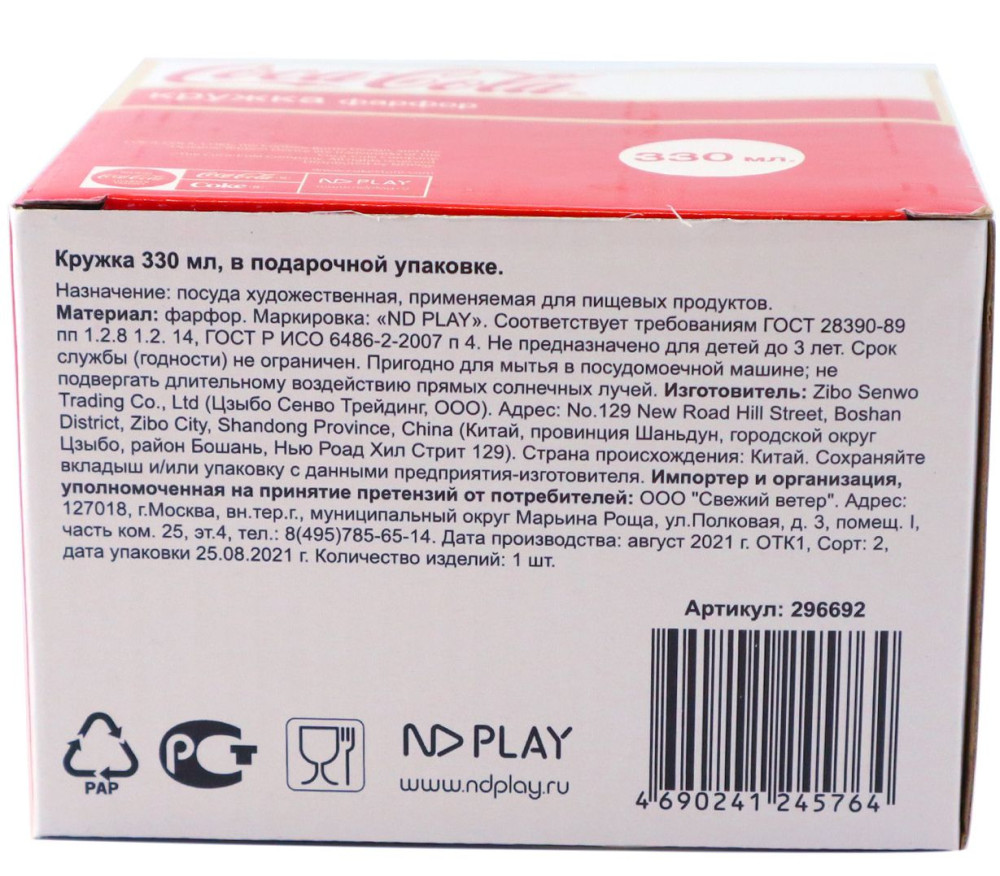 Coca-Cola
кружка фарфор
330 мл.
Coca-Cola
Coke
ND PLAY
Кружка 330 мл, в подарочной упаковке.
Назначение: посуда художественная, применяемая для пищевых продуктов.
Материал: фарфор. Маркировка: «ND PLAY». Соответствует требованиям ГОСТ 28390-89
пп 1.2.8 1.2. 14, ГОСТ Р ИСО 6486-2-2007 п 4. Не предназначено для детей до 3 лет. Срок
службы (годности) не ограничен. Пригодно для мытья в посудомоечной машине; не
подвергать длительному воздействию прямых солнечных лучей. Изготовитель: Zibo Senwo
Trading Co., Ltd (Цзыбо Сенво Трейдинг, ООО). Адрес: No.129 New Road Hill Street, Boshan
District, Zibo City, Shandong Province, China (Китай, провинция Шаньдун, городской округ
Цзыбо, район Бошань, Нью Роад Хил Стрит 129). Страна происхождения: Китай. Сохраняйте
вкладыш и/или упаковку с данными предприятия-изготовителя. Импортер и организация,
уполномоченная на принятие претензий от потребителей: ООО "Свежий ветер". Адрес:
127018, г.Москва, вн.тер.г., муниципальный округ Марьина Роща, ул.Полковая, д. 3, помещ. I,
часть ком. 25, эт.4, тел.: 8(495)785-65-14. Дата производства: август 2021 г. ОТК1, Сорт: 2,
дата упаковки 25.08.2021 г. Количество изделий: 1 шт.
Артикул: 296692
PAP
РСТ
ND PLAY
www.ndplay.ru
4 690241 245764